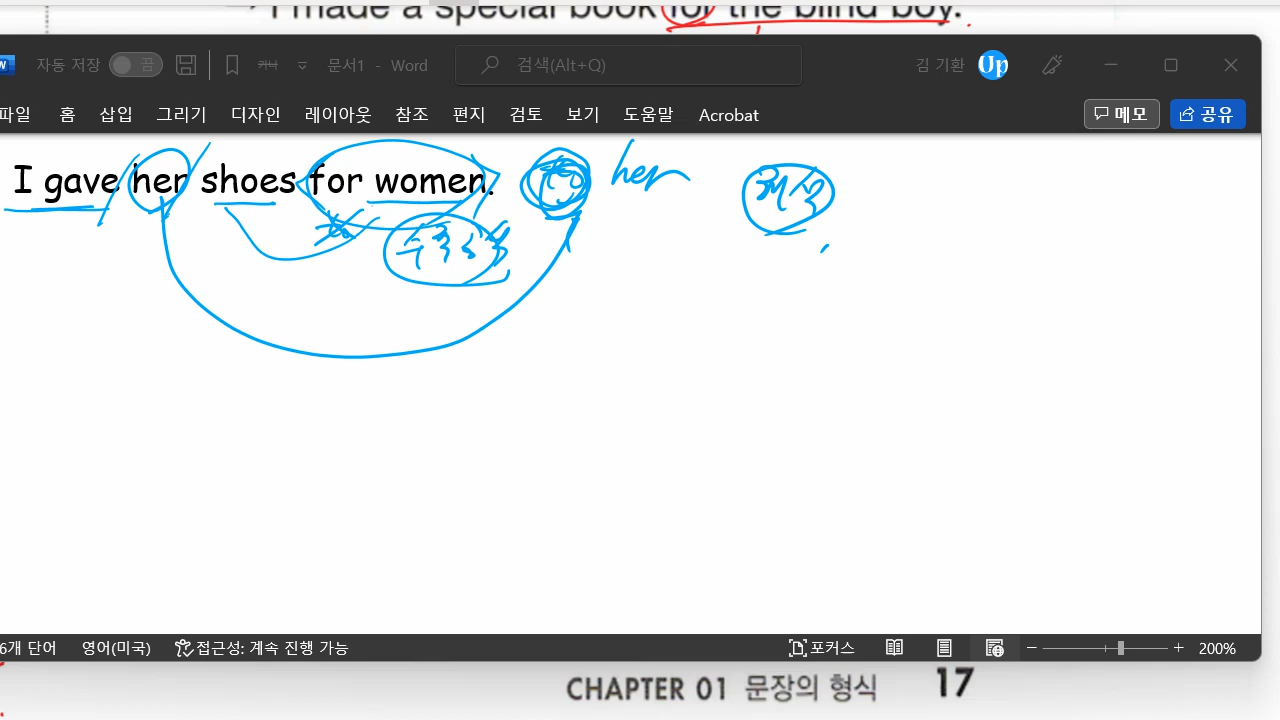 I made a special book for the blind boy.
자동 저장 끔 문서1 - Word 검색(Alt+Q) 김 기환 Up
파일 홈 삽입 그리기 디자인 레이아웃 참조 편지 검토 보기 도움말 Acrobat 메모 공유
I gave her shoes for women. to her 해석
수식어
6개 단어 영어(미국) 접근성: 계속 진행 가능 포커스 200%
CHAPTER 01 문장의 형식 17